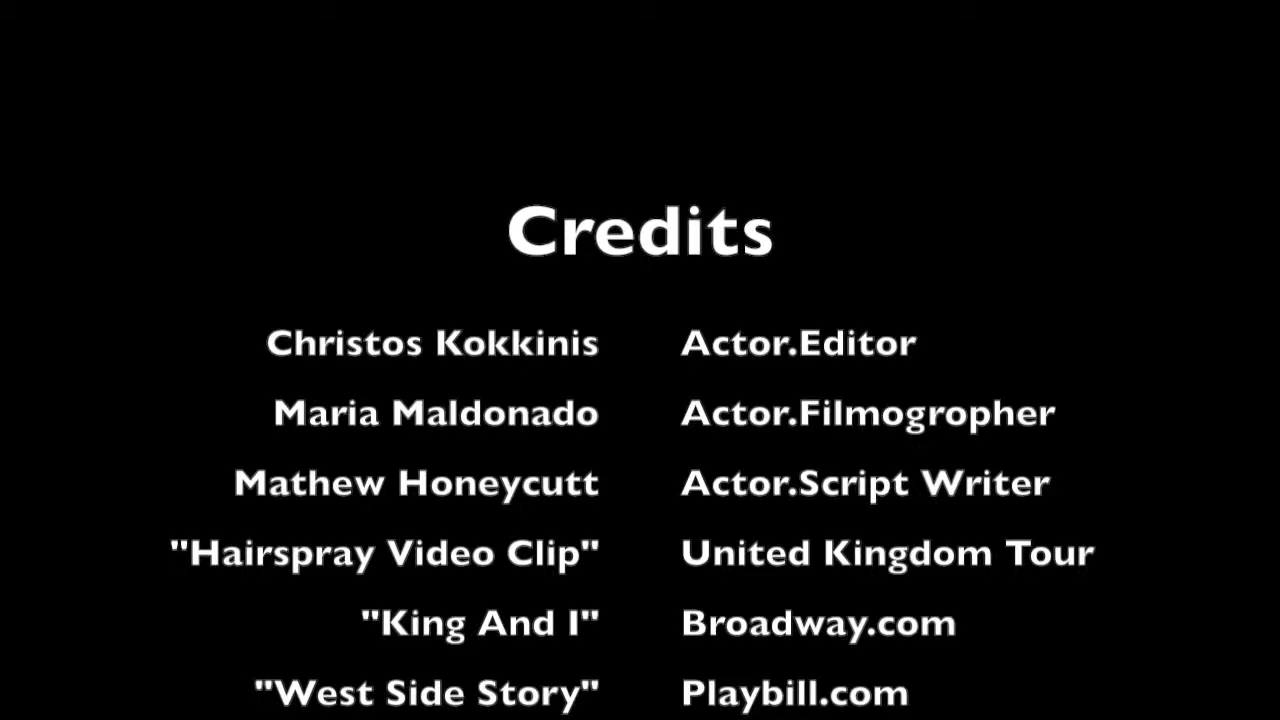 Credits
Christos Kokkinis Actor.Editor
Maria Maldonado Actor.Filmogropher
Mathew Honeycutt Actor.Script Writer
"Hairspray Video Clip" United Kingdom Tour
"King And I" Broadway.com
"West Side Story" Playbill.com